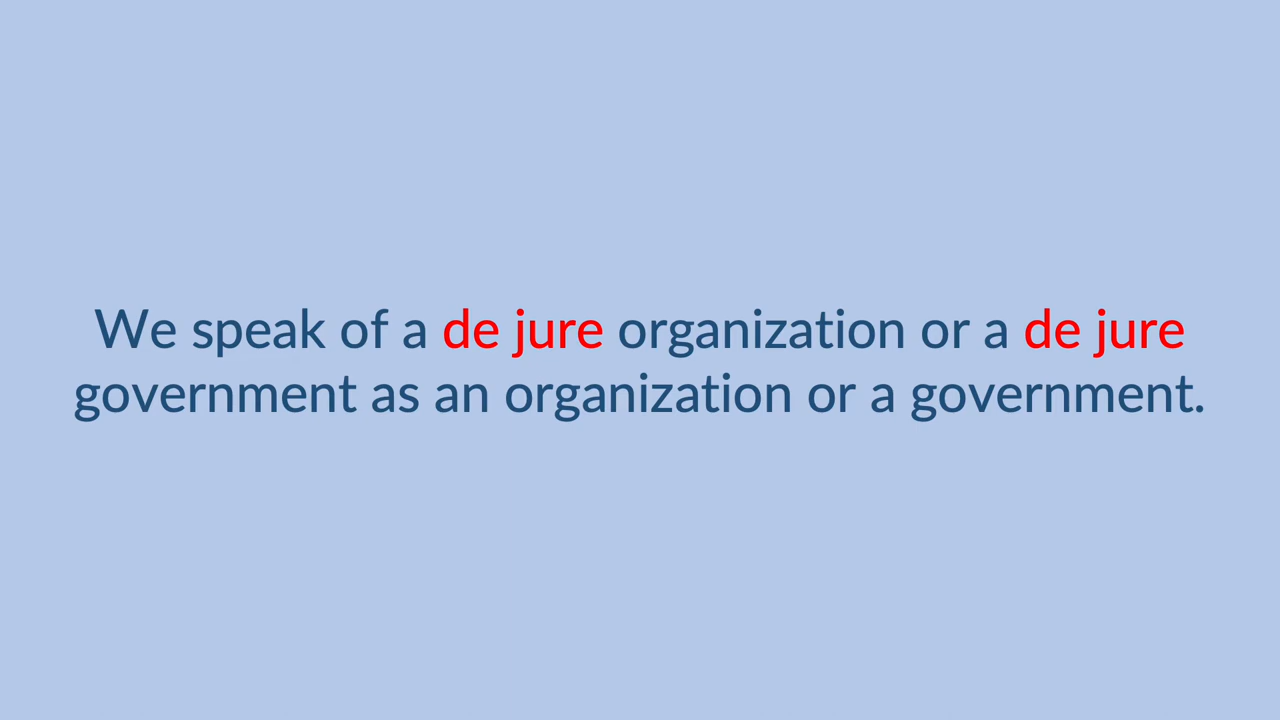 We speak of a de jure organization or a de jure
government as an organization or a government.